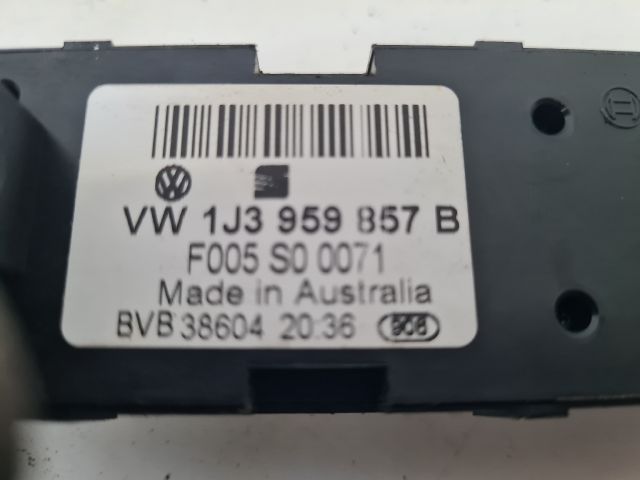 VW 1J3 959 857 B
F005 S0 0071
Made in Australia
BVB 38604 20:36 908